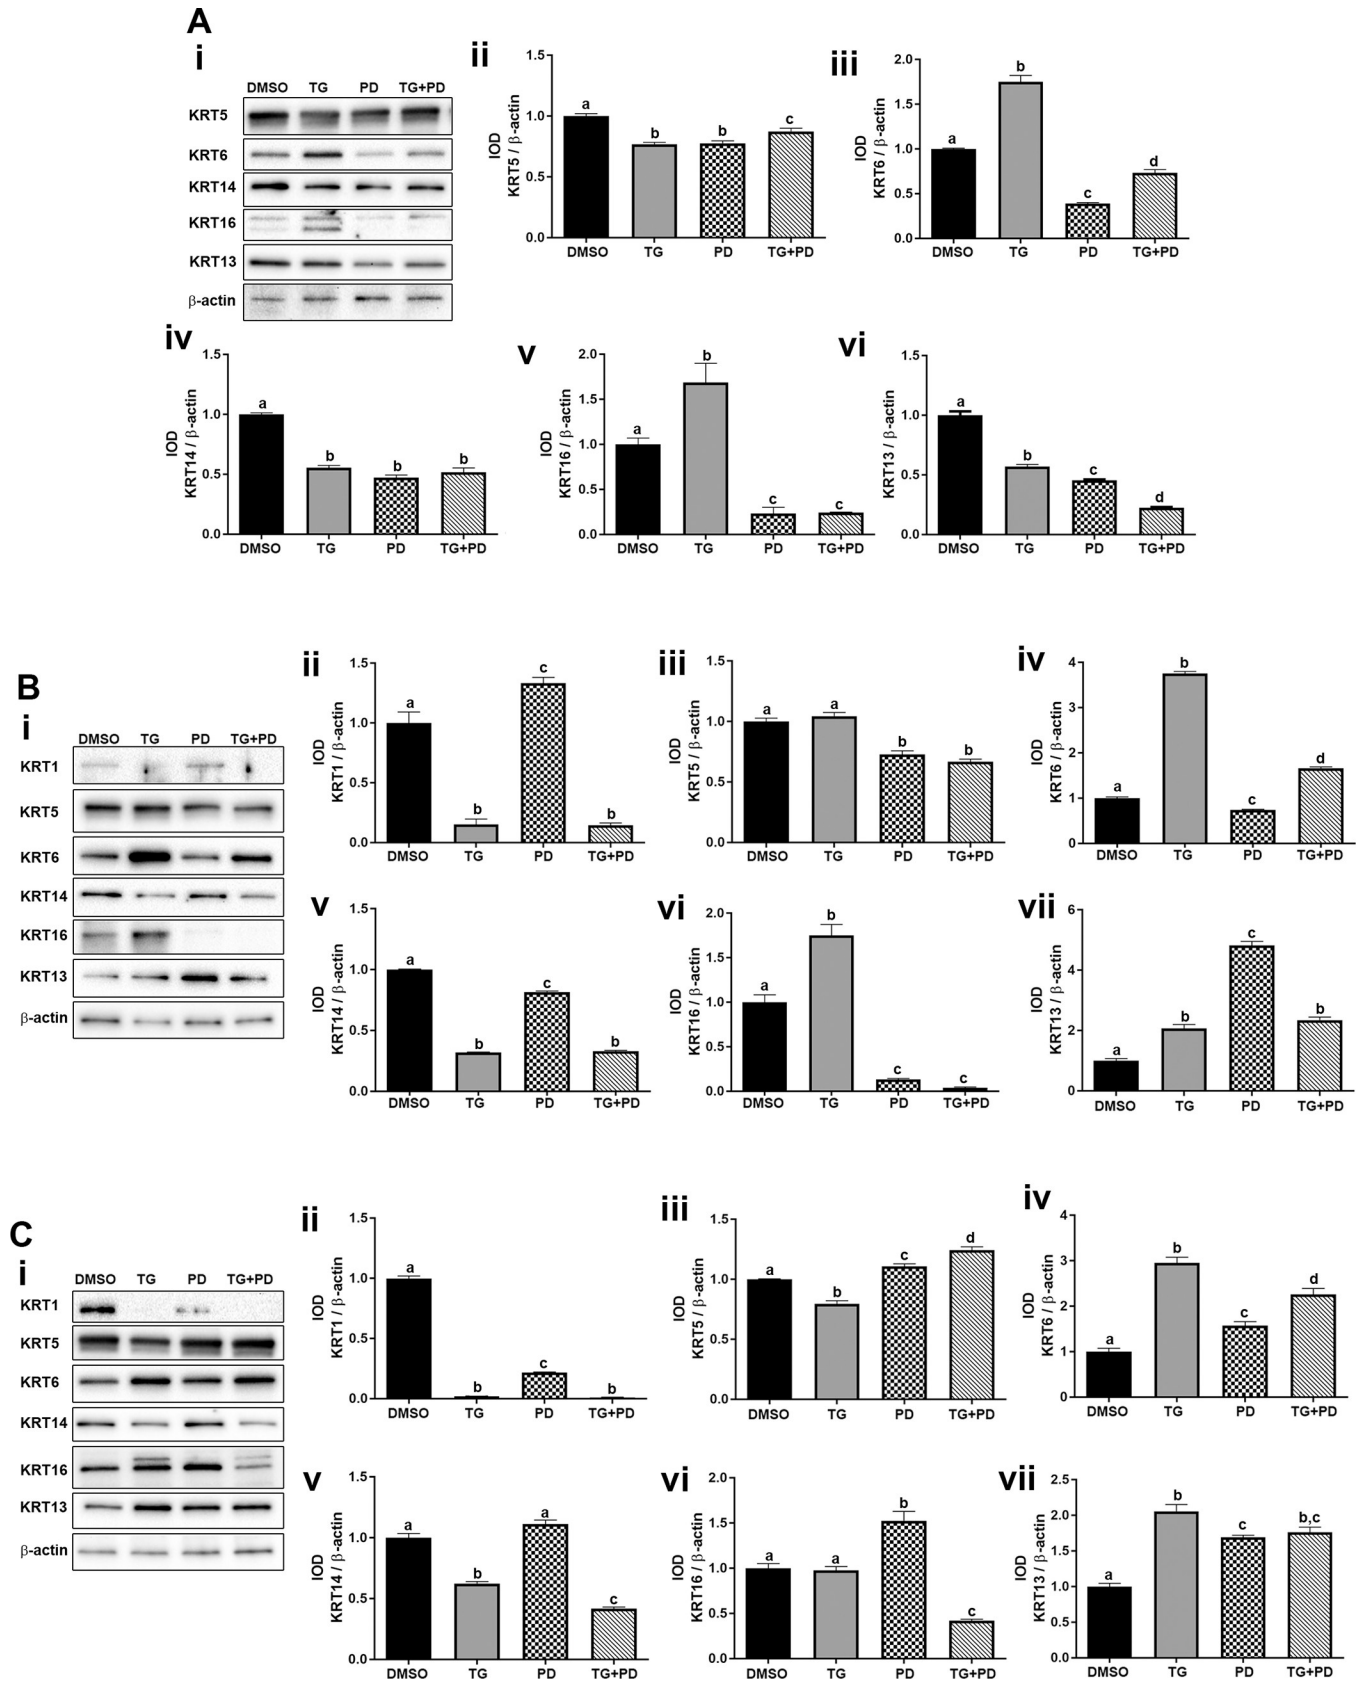 A
i
DMSO TG PD TG+PD
KRT5
KRT6
KRT14
KRT16
KRT13
β-actin
ii
IOD
KRT5 / β-actin
1.5
1.0
0.5
0.0
a
b
b
c
DMSO TG PD TG+PD
iii
IOD
KRT6 / β-actin
2.0
1.5
1.0
0.5
0.0
a
b
c
d
DMSO TG PD TG+PD
iv
IOD
KRT14 / β-actin
1.5
1.0
0.5
0.0
a
b
b
b
DMSO TG PD TG+PD
v
IOD
KRT16 / β-actin
2.0
1.5
1.0
0.5
0.0
a
b
c
c
DMSO TG PD TG+PD
vi
IOD
KRT13 / β-actin
1.5
1.0
0.5
0.0
a
b
c
d
DMSO TG PD TG+PD
B
i
DMSO TG PD TG+PD
KRT1
KRT5
KRT6
KRT14
KRT16
KRT13
β-actin
ii
IOD
KRT1 / β-actin
1.5
1.0
0.5
0.0
a
b
c
b
DMSO TG PD TG+PD
iii
IOD
KRT5 / β-actin
1.5
1.0
0.5
0.0
a
a
b
b
DMSO TG PD TG+PD
iv
IOD
KRT6 / β-actin
4
3
2
1
0
a
b
c
d
DMSO TG PD TG+PD
v
IOD
KRT14 / β-actin
1.5
1.0
0.5
0.0
a
b
c
b
DMSO TG PD TG+PD
vi
IOD
KRT16 / β-actin
2.0
1.5
1.0
0.5
0.0
a
b
c
c
DMSO TG PD TG+PD
vii
IOD
KRT13 / β-actin
6
4
2
0
a
b
c
b
DMSO TG PD TG+PD
C
i
DMSO TG PD TG+PD
KRT1
KRT5
KRT6
KRT14
KRT16
KRT13
β-actin
ii
IOD
KRT1 / β-actin
1.5
1.0
0.5
0.0
a
b
c
b
DMSO TG PD TG+PD
iii
IOD
KRT5 / β-actin
1.5
1.0
0.5
0.0
a
b
c
d
DMSO TG PD TG+PD
iv
IOD
KRT6 / β-actin
4
3
2
1
0
a
b
c
d
DMSO TG PD TG+PD
v
IOD
KRT14 / β-actin
1.5
1.0
0.5
0.0
a
b
a
c
DMSO TG PD TG+PD
vi
IOD
KRT16 / β-actin
2.0
1.5
1.0
0.5
0.0
a
a
b
c
DMSO TG PD TG+PD
vii
IOD
KRT13 / β-actin
2.5
2.0
1.5
1.0
0.5
0.0
a
b
c
b,c
DMSO TG PD TG+PD